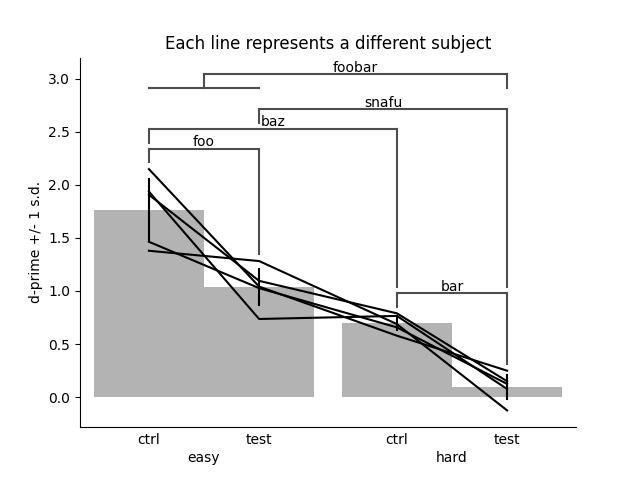 Each line represents a different subject
foobar
snafu
baz
foo
bar
d-prime +/- 1 s.d.
3.0
2.5
2.0
1.5
1.0
0.5
0.0
ctrl test ctrl test
easy hard